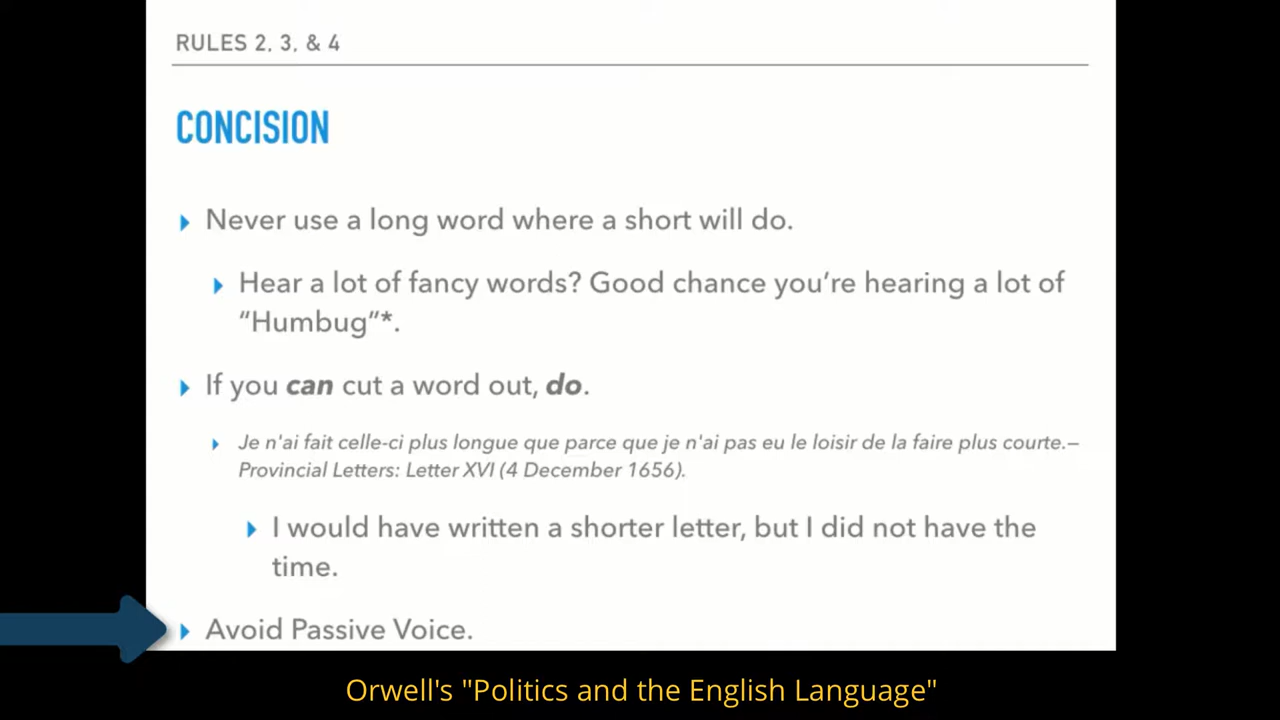 RULES 2, 3, & 4
CONCISION
Never use a long word where a short will do.
Hear a lot of fancy words? Good chance you’re hearing a lot of
“Humbug”*.
If you can cut a word out, do.
Je n'ai fait celle-ci plus longue que parce que je n'ai pas eu le loisir de la faire plus courte.—
Provincial Letters: Letter XVI (4 December 1656).
I would have written a shorter letter, but I did not have the
time.
Avoid Passive Voice.
Orwell's "Politics and the English Language"